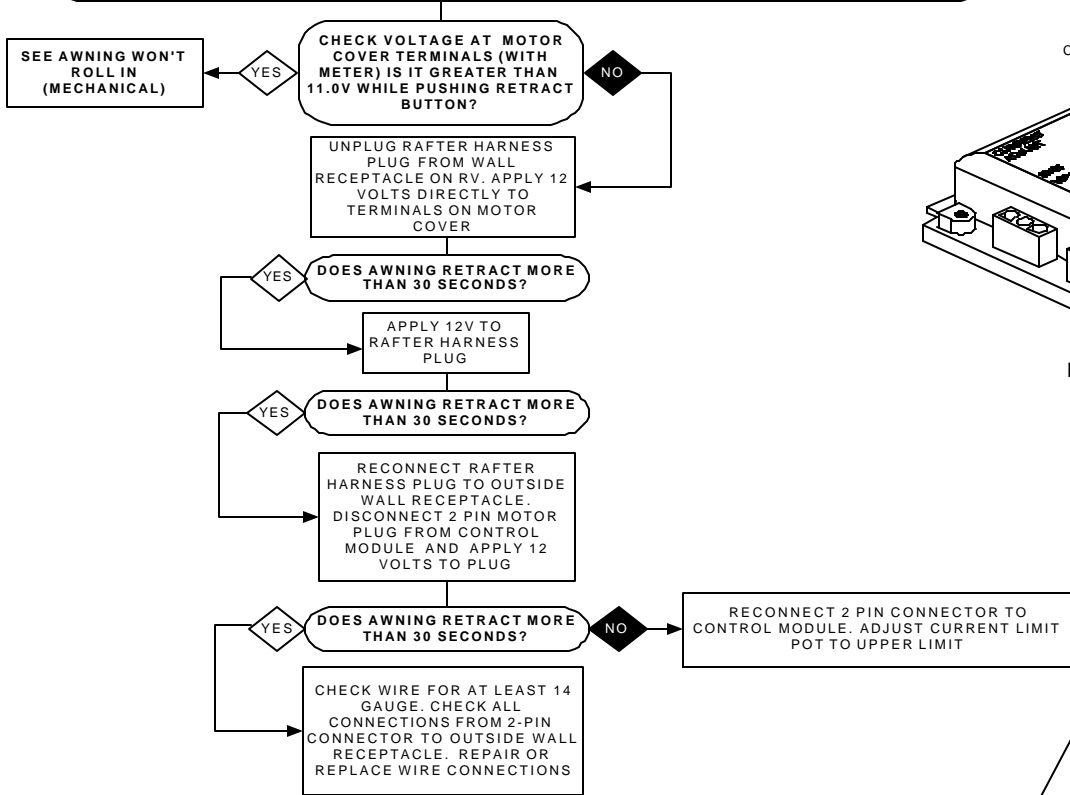 CHECK VOLTAGE AT MOTOR
COVER TERMINALS (WITH
METER) IS IT GREATER THAN
11.0V WHILE PUSHING RETRACT
BUTTON?
YES
SEE AWNING WON'T
ROLL IN
(MECHANICAL)
NO
UNPLUG RAFTER HARNESS
PLUG FROM WALL
RECEPTACLE ON RV. APPLY 12
VOLTS DIRECTLY TO
TERMINALS ON MOTOR
COVER
DOES AWNING RETRACT MORE
THAN 30 SECONDS?
YES
APPLY 12V TO
RAFTER HARNESS
PLUG
DOES AWNING RETRACT MORE
THAN 30 SECONDS?
YES
RECONNECT RAFTER
HARNESS PLUG TO OUTSIDE
WALL RECEPTACLE.
DISCONNECT 2 PIN MOTOR
PLUG FROM CONTROL
MODULE AND APPLY 12
VOLTS TO PLUG
DOES AWNING RETRACT MORE
THAN 30 SECONDS?
YES
NO
RECONNECT 2 PIN CONNECTOR TO
CONTROL MODULE. ADJUST CURRENT LIMIT
POT TO UPPER LIMIT
CHECK WIRE FOR AT LEAST 14
GAUGE. CHECK ALL
CONNECTIONS FROM 2-PIN
CONNECTOR TO OUTSIDE WALL
RECEPTACLE. REPAIR OR
REPLACE WIRE CONNECTIONS